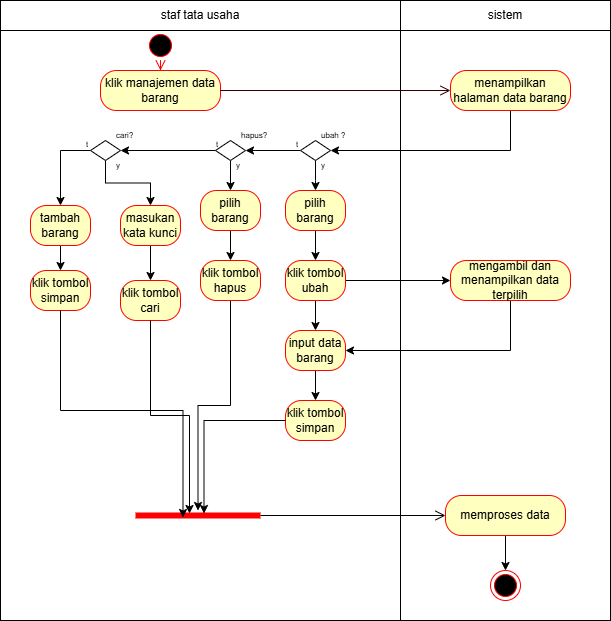 staf tata usaha
sistem
klik manajemen data
barang
menampilkan
halaman data barang
cari?
hapus?
ubah ?
t
t
t
y
y
y
tambah
barang
masukan
kata kunci
pilih
barang
pilih
barang
klik tombol
simpan
klik tombol
cari
klik tombol
hapus
klik tombol
ubah
mengambil dan
menampilkan data
terpilih
input data
barang
klik tombol
simpan
memproses data